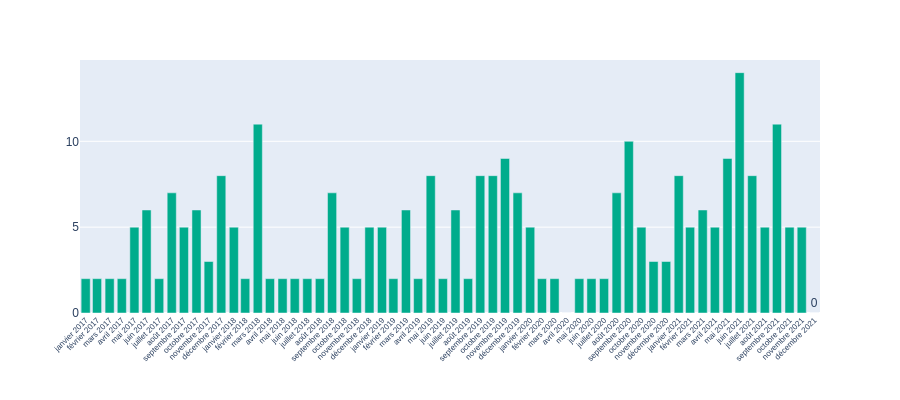 10
5
0
0
janvier 2017
février 2017
mars 2017
avril 2017
mai 2017
juin 2017
juillet 2017
août 2017
septembre 2017
octobre 2017
novembre 2017
décembre 2017
janvier 2018
février 2018
mars 2018
avril 2018
mai 2018
juin 2018
juillet 2018
août 2018
septembre 2018
octobre 2018
novembre 2018
décembre 2018
janvier 2019
février 2019
mars 2019
avril 2019
mai 2019
juin 2019
juillet 2019
août 2019
septembre 2019
octobre 2019
novembre 2019
décembre 2019
janvier 2020
février 2020
mars 2020
avril 2020
mai 2020
juin 2020
juillet 2020
août 2020
septembre 2020
octobre 2020
novembre 2020
décembre 2020
janvier 2021
février 2021
mars 2021
avril 2021
mai 2021
juin 2021
juillet 2021
août 2021
septembre 2021
octobre 2021
novembre 2021
décembre 2021